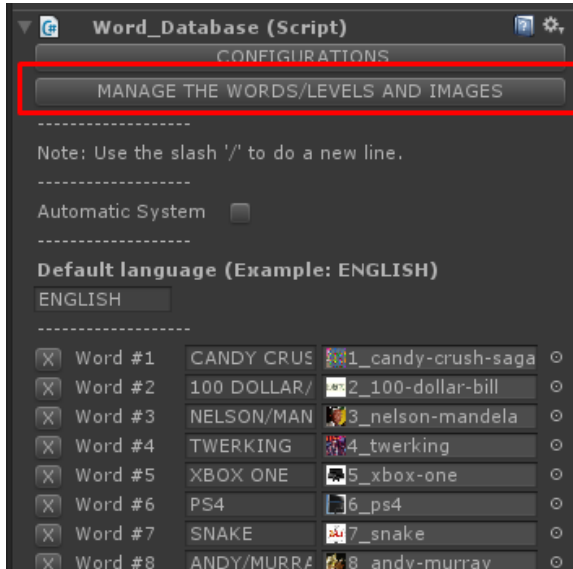 Word_Database (Script)
CONFIGURATIONS
MANAGE THE WORDS/LEVELS AND IMAGES
-------------------
Note: Use the slash '/' to do a new line.
-------------------
Automatic System
-------------------
Default language (Example: ENGLISH)
ENGLISH
-------------------
X Word #1 CANDY CRUS 1_candy-crush-saga
X Word #2 100 DOLLAR/ 2_100-dollar-bill
X Word #3 NELSON/MAN 3_nelson-mandela
X Word #4 TWERKING 4_twerking
X Word #5 XBOX ONE 5_xbox-one
X Word #6 PS4 6_ps4
X Word #7 SNAKE 7_snake
X Word #8 ANDY/MURRA 8_andy-murray